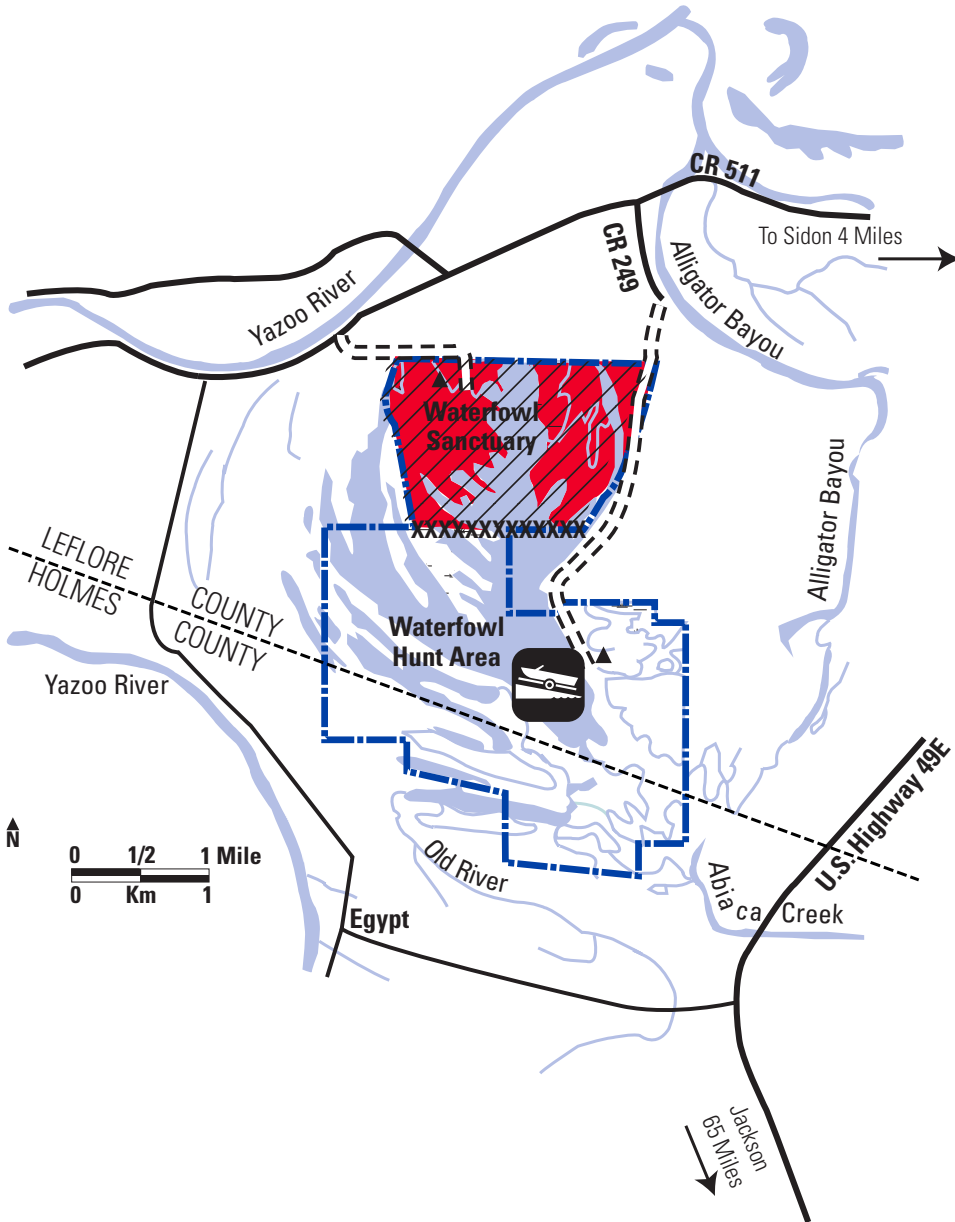 CR 511
To Sidon 4 Miles
CR 249
Alligator Bayou
Yazoo River
Waterfowl
Sanctuary
XXXXXXXXXXXXX
Alligator Bayou
LEFLORE
HOLMES
COUNTY
COUNTY
Waterfowl
Hunt Area
Yazoo River
U.S. Highway 49E
N
0 1/2 1 Mile
0 Km 1
Old River
Abiaca Creek
Egypt
Jackson
65 Miles